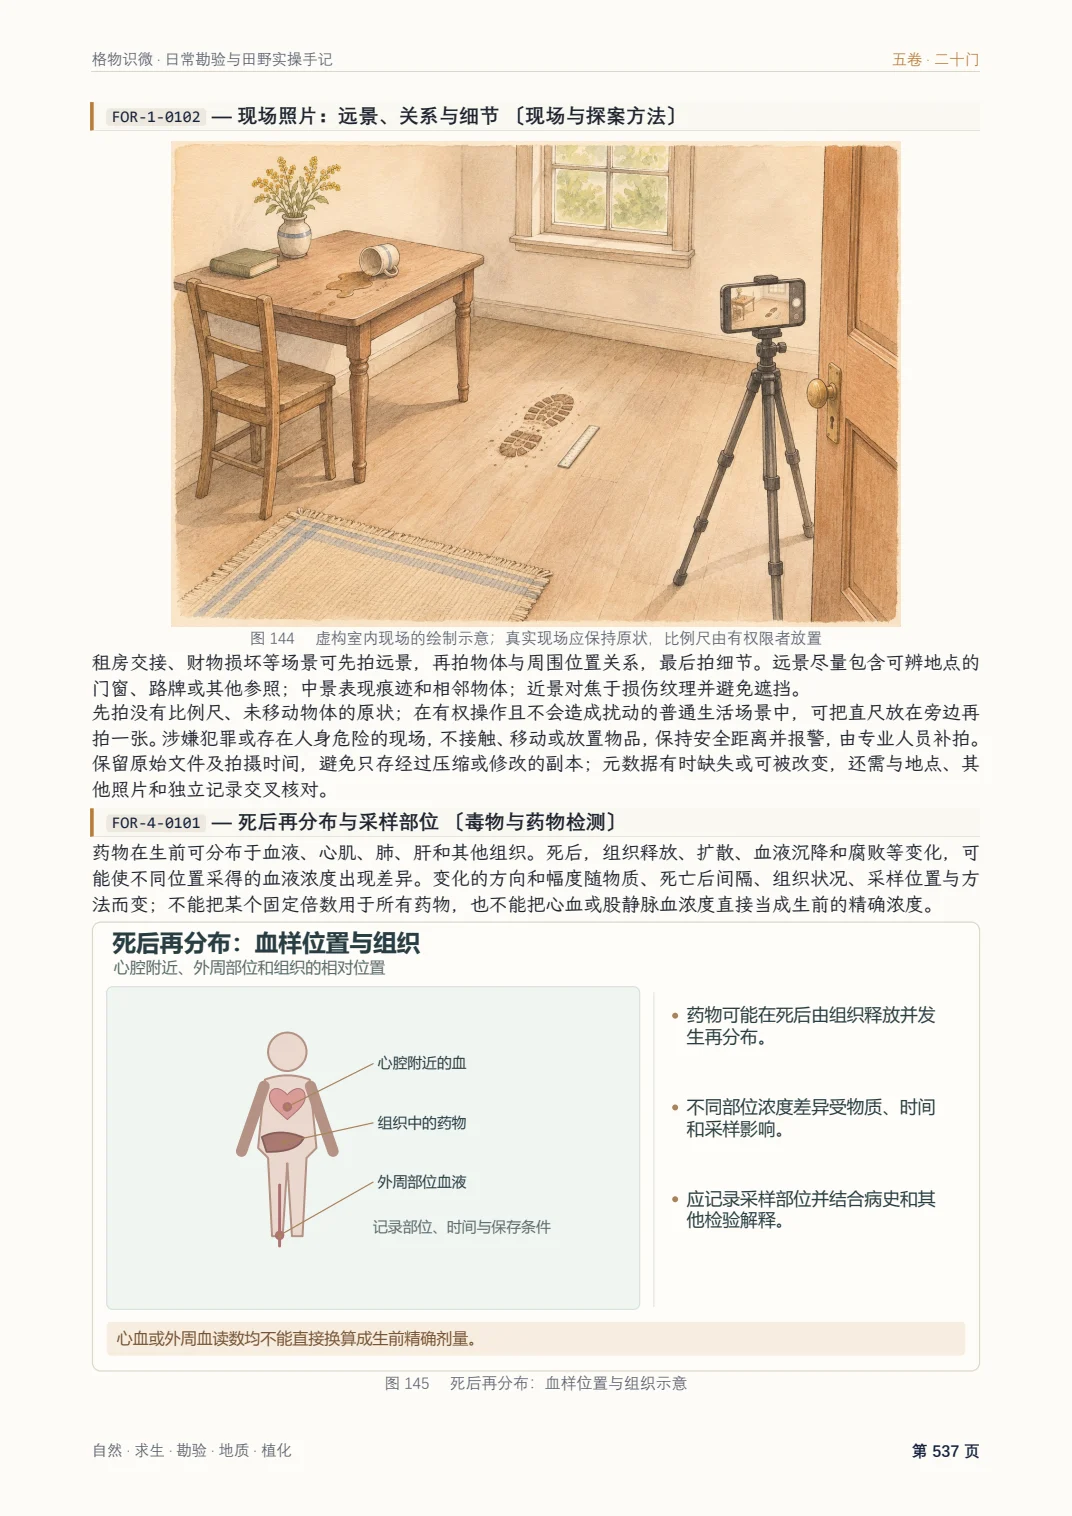 格物识微 · 日常勘验与田野实操手记
五卷 · 二十门
FOR-1-0102 — 现场照片：远景、关系与细节 〔现场与探案方法〕
图 144 虚构室内现场的绘制示意；真实现场应保持原状，比例尺由有权限者放置
租房交接、财物损坏等场景可先拍远景，再拍物体与周围位置关系，最后拍细节。远景尽量包含可辨地点的
门窗、路牌或其他参照；中景表现痕迹和相邻物体；近景对焦于损伤纹理并避免遮挡。
先拍没有比例尺、未移动物体的原状；在有权操作且不会造成扰动的普通生活场景中，可把直尺放在旁边再
拍一张。涉嫌犯罪或存在人身危险的现场，不接触、移动或放置物品，保持安全距离并报警，由专业人员补拍。
保留原始文件及拍摄时间，避免只存经过压缩或修改的副本；元数据有时缺失或可被改变，还需与地点、其
他照片和独立记录交叉核对。
FOR-4-0101 — 死后再分布与采样部位 〔毒物与药物检测〕
药物在生前可分布于血液、心肌、肺、肝和其他组织。死后，组织释放、扩散、血液沉降和腐败等变化，可
能使不同位置采得的血液浓度出现差异。变化的方向和幅度随物质、死亡后间隔、组织状况、采样位置与方
法而变；不能把某个固定倍数用于所有药物，也不能把心血或股静脉血浓度直接当成生前的精确浓度。
死后再分布：血样位置与组织
心腔附近、外周部位和组织的相对位置
心腔附近的血
组织中的药物
外周部位血液
记录部位、时间与保存条件
• 药物可能在死后由组织释放并发
生再分布。
• 不同部位浓度差异受物质、时间
和采样影响。
• 应记录采样部位并结合病史和其
他检验解释。
心血或外周血读数均不能直接换算成生前精确剂量。
图 145 死后再分布：血样位置与组织示意
自然 · 求生 · 勘验 · 地质 · 植化
第 537 页